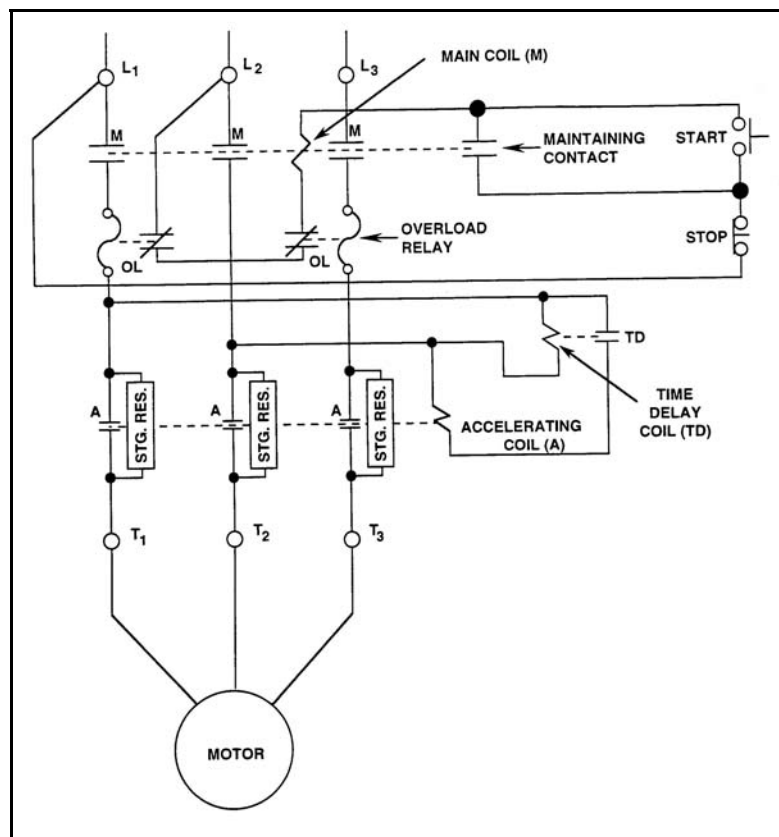 L1
L2
L3
MAIN COIL (M)
M
M
M
MAINTAINING
CONTACT
START
OVERLOAD
RELAY
STOP
OL
OL
TD
A
STG. RES.
A
STG. RES.
A
STG. RES.
ACCELERATING
COIL (A)
TIME
DELAY
COIL (TD)
T1
T2
T3
MOTOR